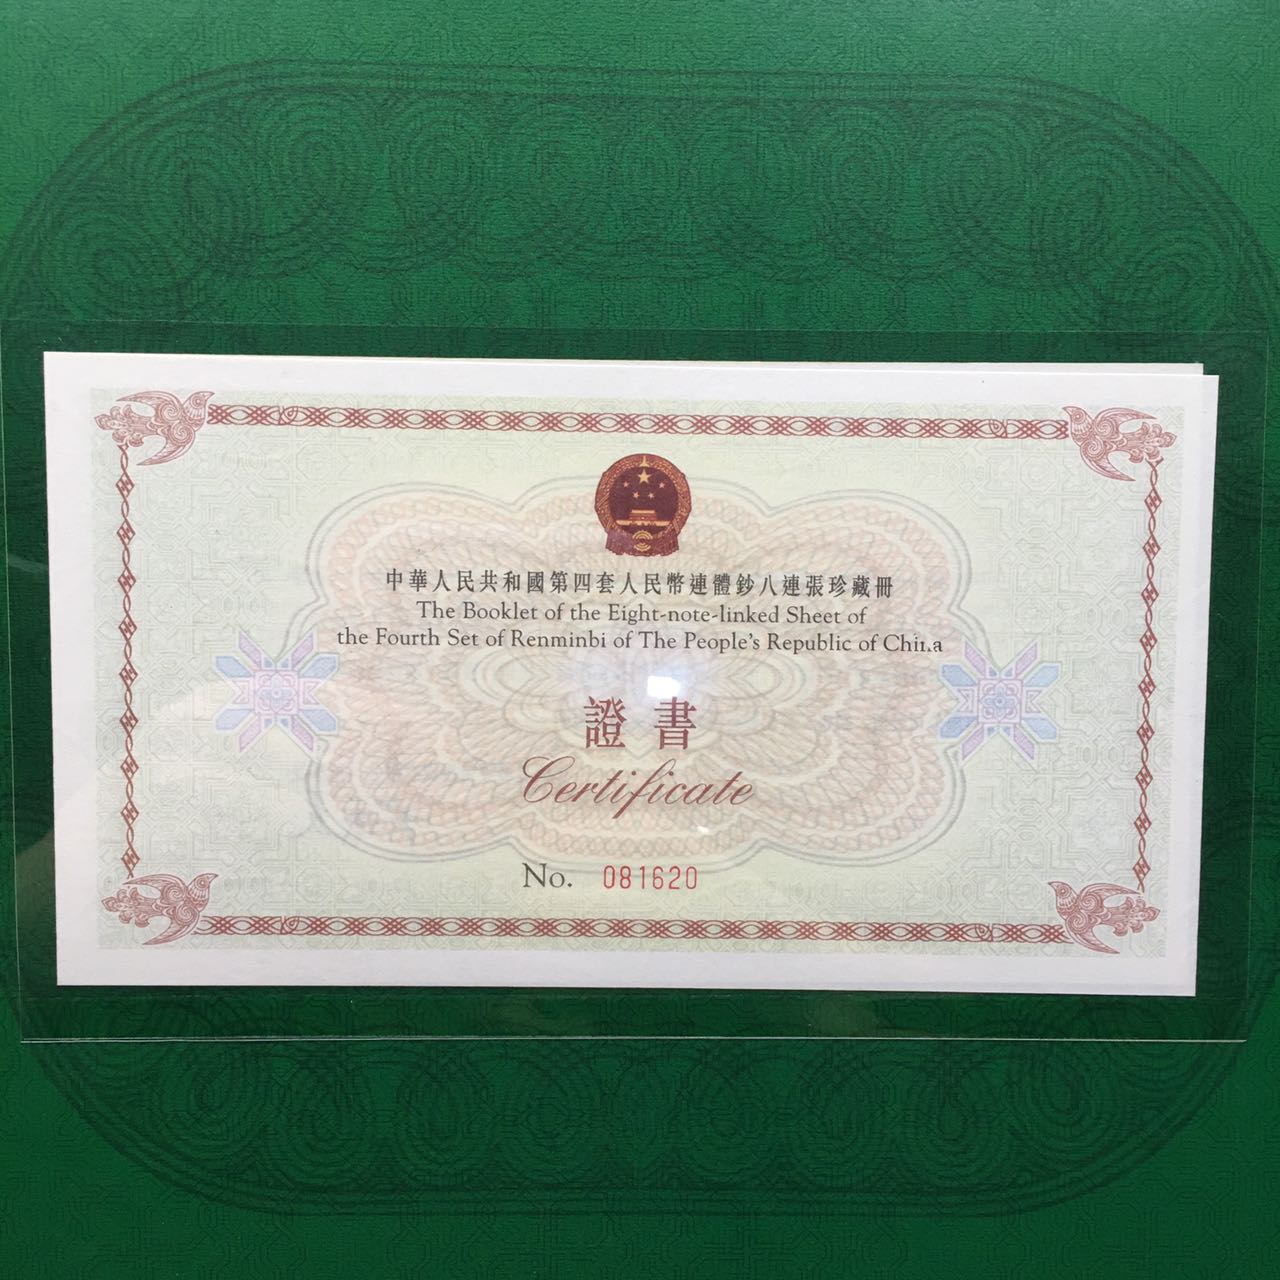 中華人民共和國第四套人民幣連體鈔八連張珍藏冊
The Booklet of the Eight-note-linked Sheet of
the Fourth Set of Renminbi of The People's Republic of China
證書
Certificate
No. 081620